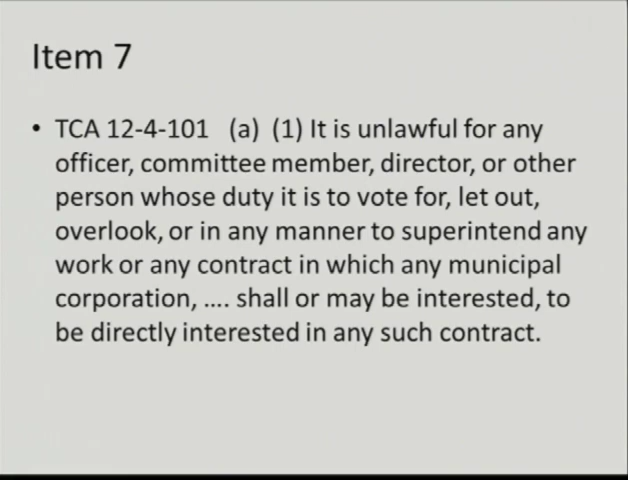 Item 7
• TCA 12-4-101 (a) (1) It is unlawful for any
officer, committee member, director, or other
person whose duty it is to vote for, let out,
overlook, or in any manner to superintend any
work or any contract in which any municipal
corporation, .... shall or may be interested, to
be directly interested in any such contract.